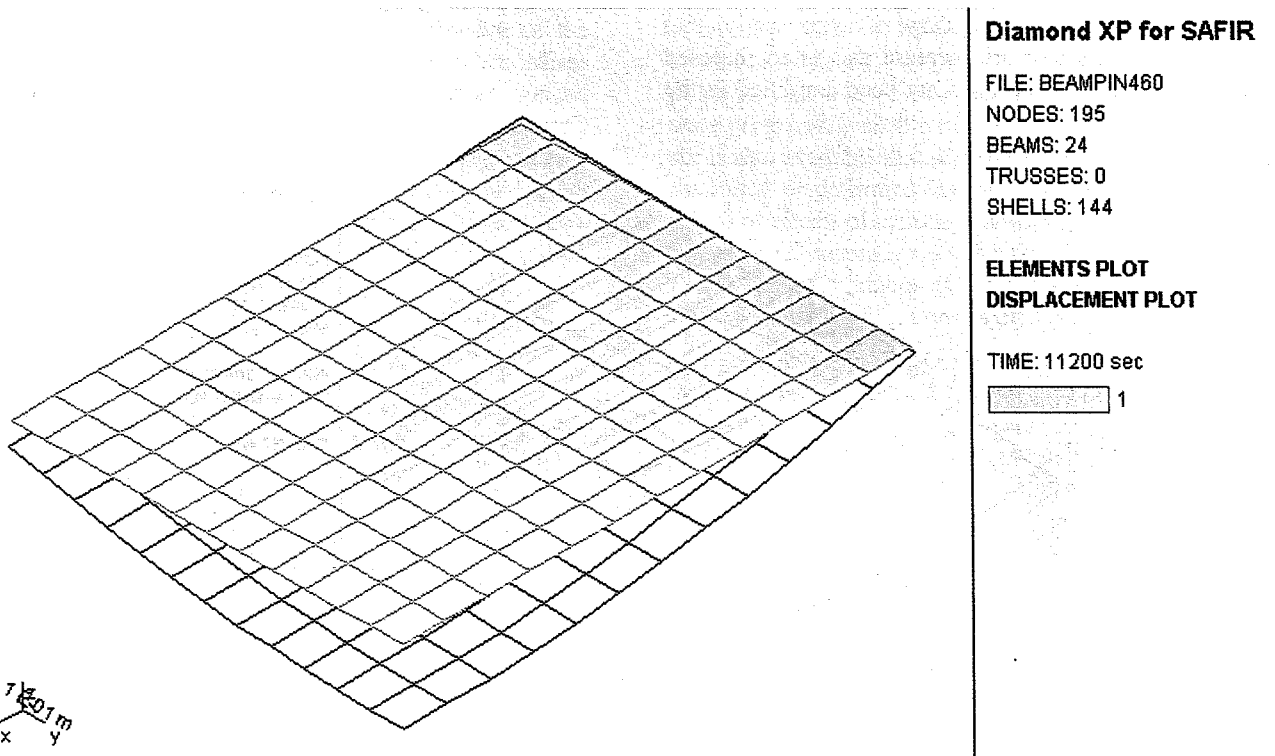 Diamond XP for SAFIR
FILE: BEAMPIN460
NODES: 195
BEAMS: 24
TRUSSES: 0
SHELLS: 144
ELEMENTS PLOT
DISPLACEMENT PLOT
TIME: 11200 sec
1
x
y